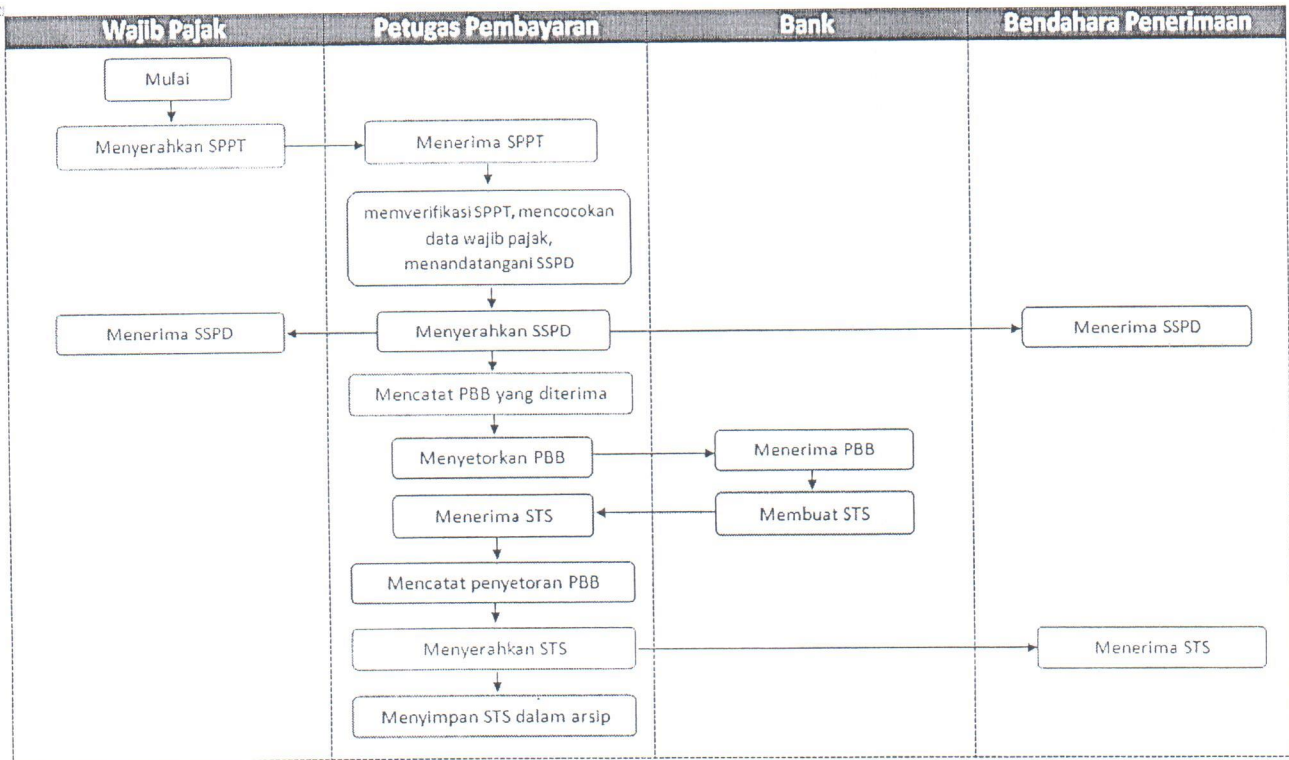 Wajib Pajak
Petugas Pembayaran
Bank
Bendahara Penerimaan
Mulai
Menyerahkan SPPT
Menerima SPPT
memverifikasi SPPT, mencocokan
data wajib pajak,
menandatangani SSPD
Menerima SSPD
Menyerahkan SSPD
Menerima SSPD
Mencatat PBB yang diterima
Menyetorkan PBB
Menerima PBB
Menerima STS
Membuat STS
Mencatat penyetoran PBB
Menyerahkan STS
Menerima STS
Menyimpan STS dalam arsip